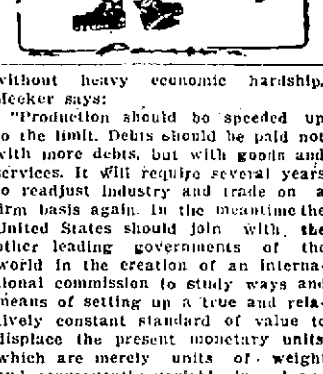 without heavy economic hardship,
Meeker says:
"Production should be speeded up
to the limit. Debts should be paid not
with more debts, but with goods and
services. It will require several years
to readjust industry and trade on a
firm basis again. In the meantime the
United States should join with the
other leading governments of the
world in the creation of an interna-
tional commission to study ways and
means of setting up a true and rela-
tively constant standard of value to
displace the present monetary units
which are merely units of weight